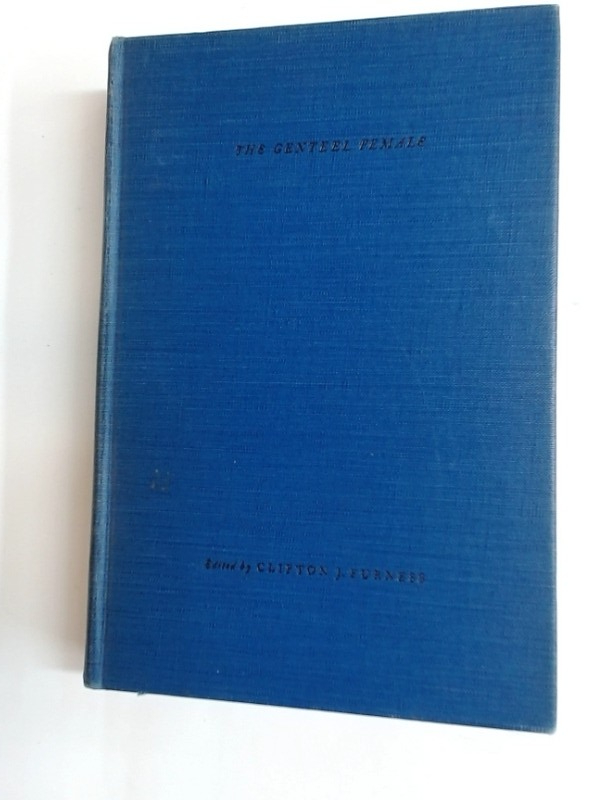 THE GENTEEL FEMALE
Edited by CLIFTON J. FURNESS